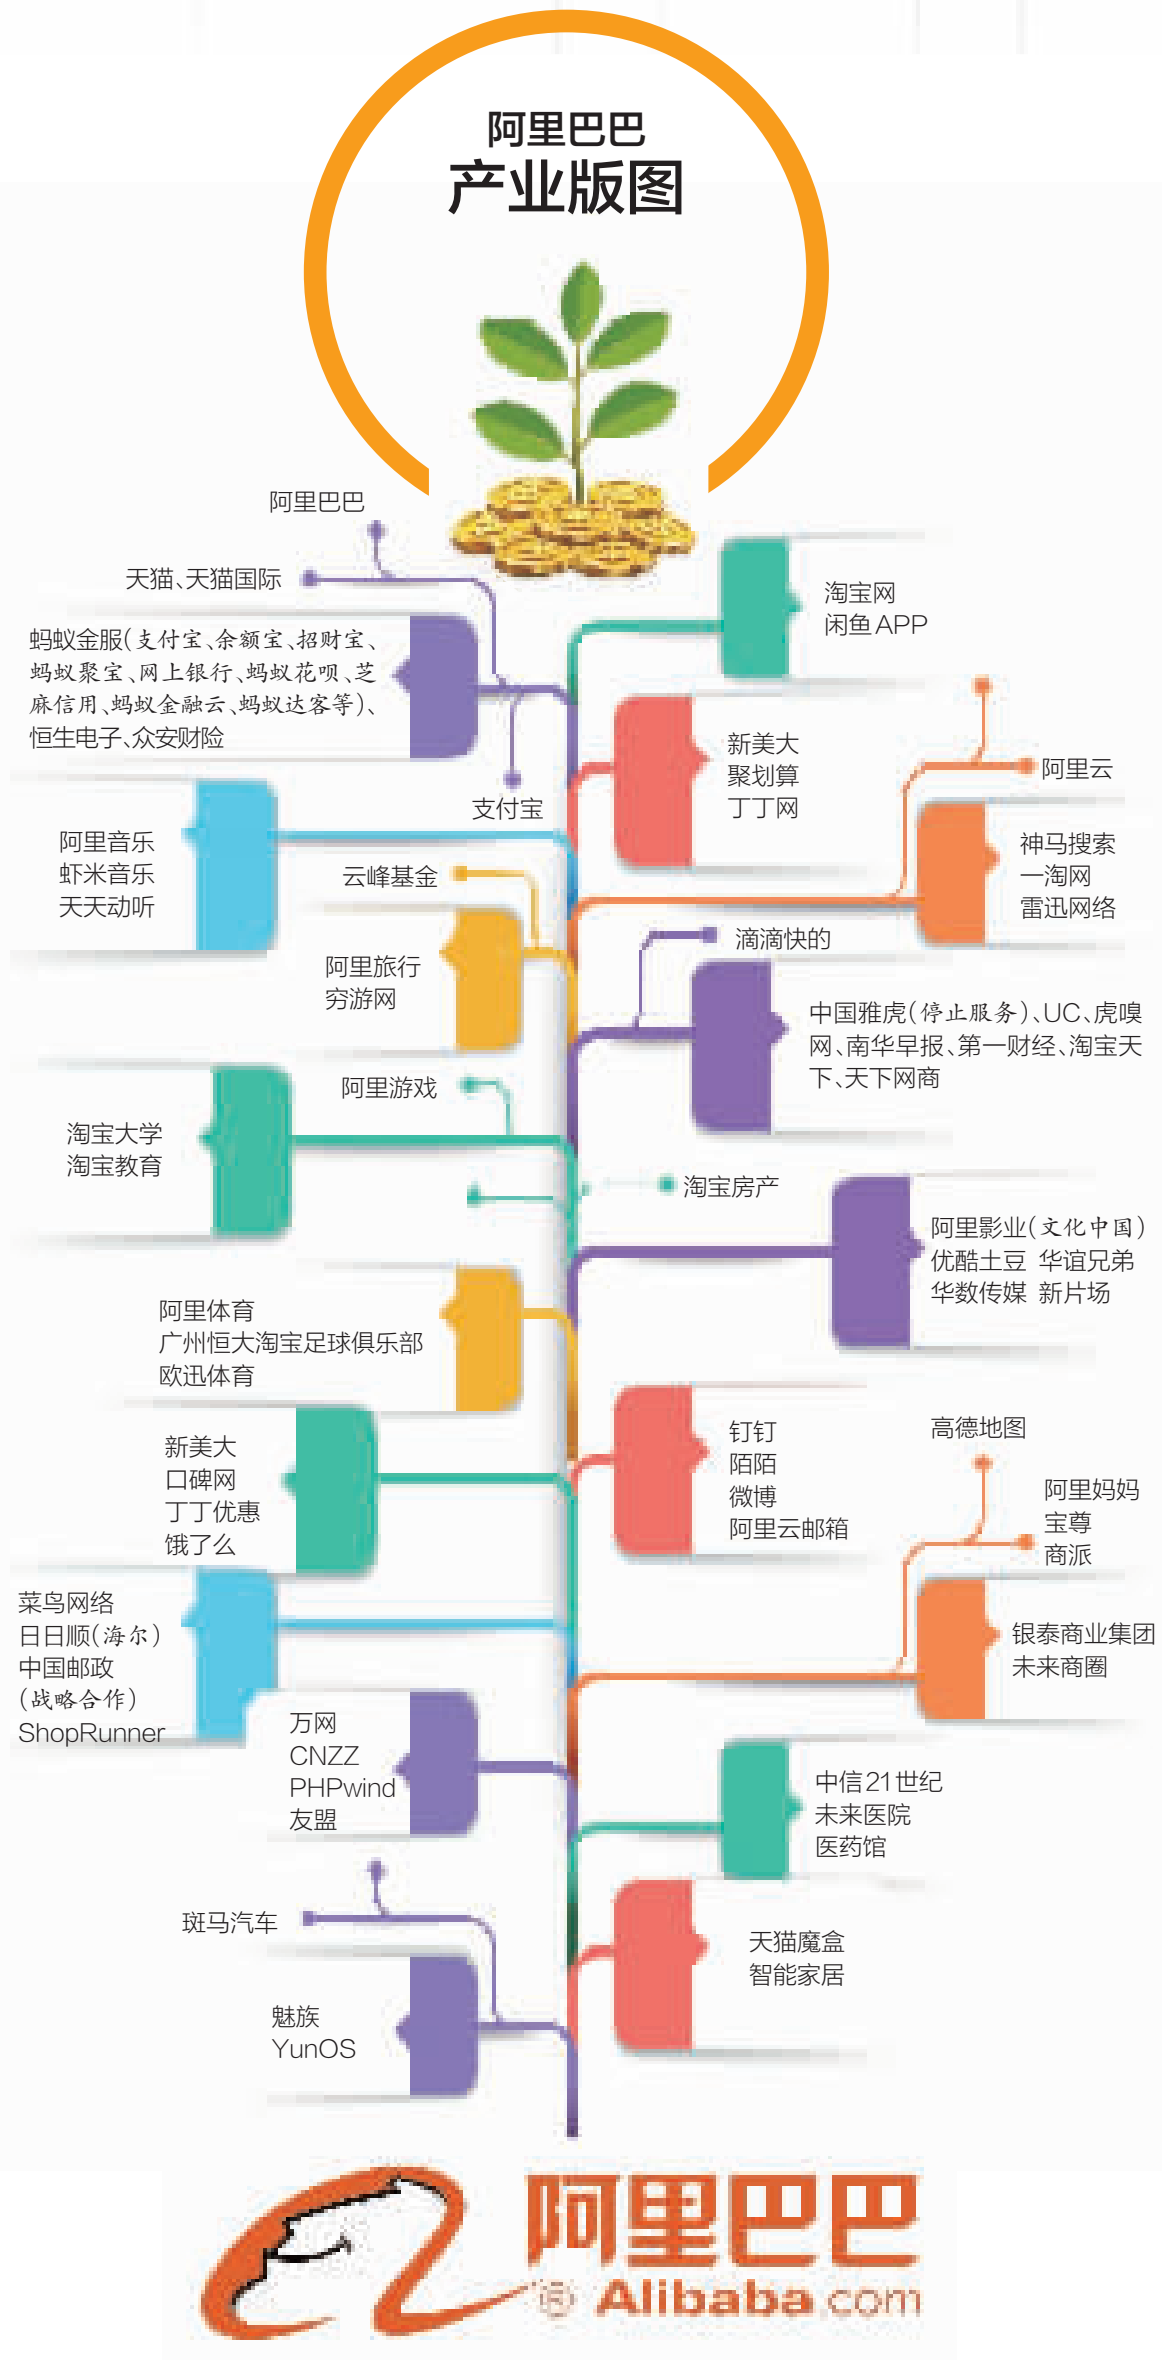 阿里巴巴
产业版图
阿里巴巴
天猫、天猫国际
蚂蚁金服(支付宝、余额宝、招财宝、
蚂蚁聚宝、网上银行、蚂蚁花呗、芝
麻信用、蚂蚁金融云、蚂蚁达客等)、
恒生电子、众安财险
支付宝
淘宝网
闲鱼APP
新美大
聚划算
丁丁网
阿里云
神马搜索
一淘网
雷迅网络
阿里音乐
虾米音乐
天天动听
云峰基金
阿里旅行
穷游网
滴滴快的
中国雅虎(停止服务)、UC、虎嗅
网、南华早报、第一财经、淘宝天
下、天下网商
阿里游戏
淘宝大学
淘宝教育
淘宝房产
阿里影业(文化中国)
优酷土豆 华谊兄弟
华数传媒 新片场
阿里体育
广州恒大淘宝足球俱乐部
欧迅体育
钉钉
陌陌
微博
阿里云邮箱
新美大
口碑网
丁丁优惠
饿了么
高德地图
阿里妈妈
宝尊
商派
银泰商业集团
未来商圈
菜鸟网络
日日顺(海尔)
中国邮政
(战略合作)
ShopRunner
万网
CNZZ
PHPwind
友盟
中信21世纪
未来医院
医药馆
斑马汽车
天猫魔盒
智能家居
魅族
YunOS
阿里巴巴
® Alibaba.com